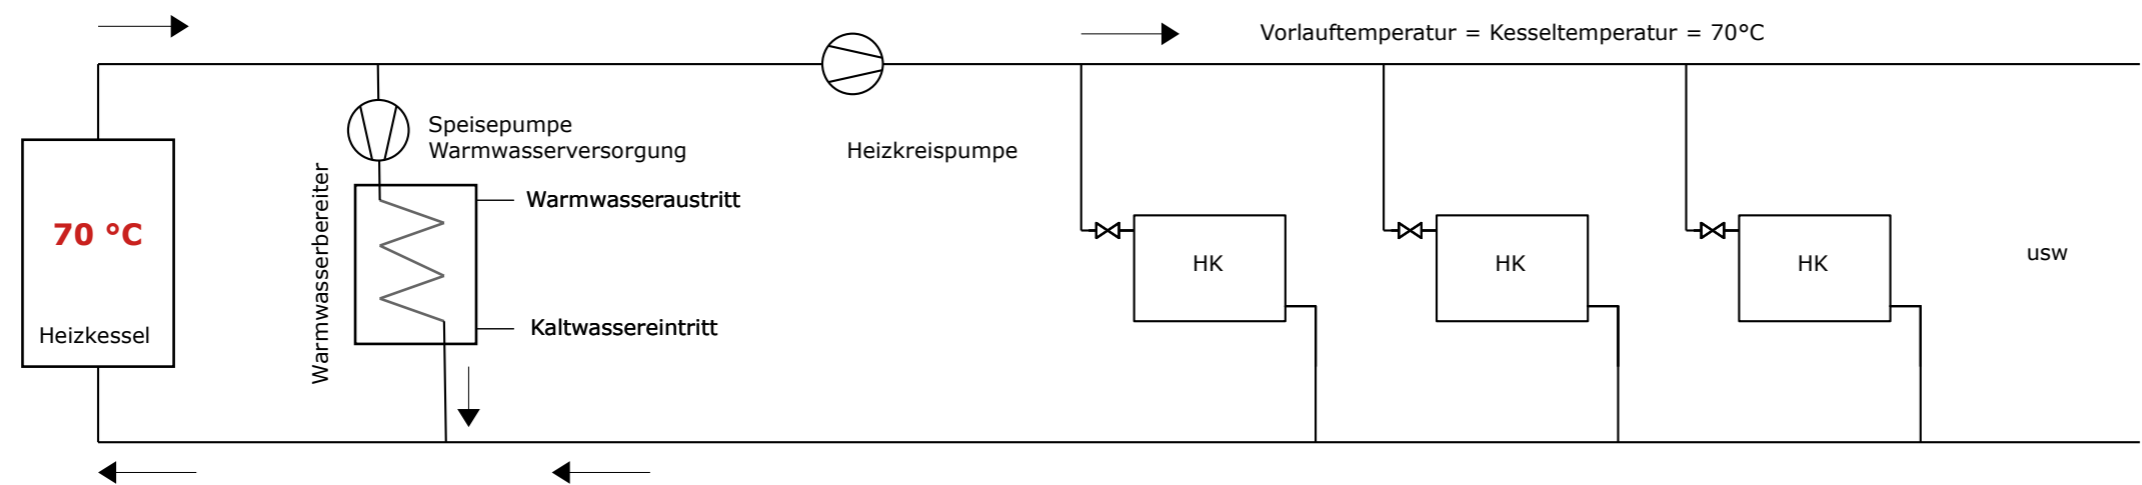 Vorlauftemperatur = Kesseltemperatur = 70°C
Speisepumpe
Warmwasserversorgung
Heizkreispumpe
Warmwasserbereiter
Warmwasseraustritt
70 °C
HK
HK
HK
usw
Kaltwassereintritt
Heizkessel